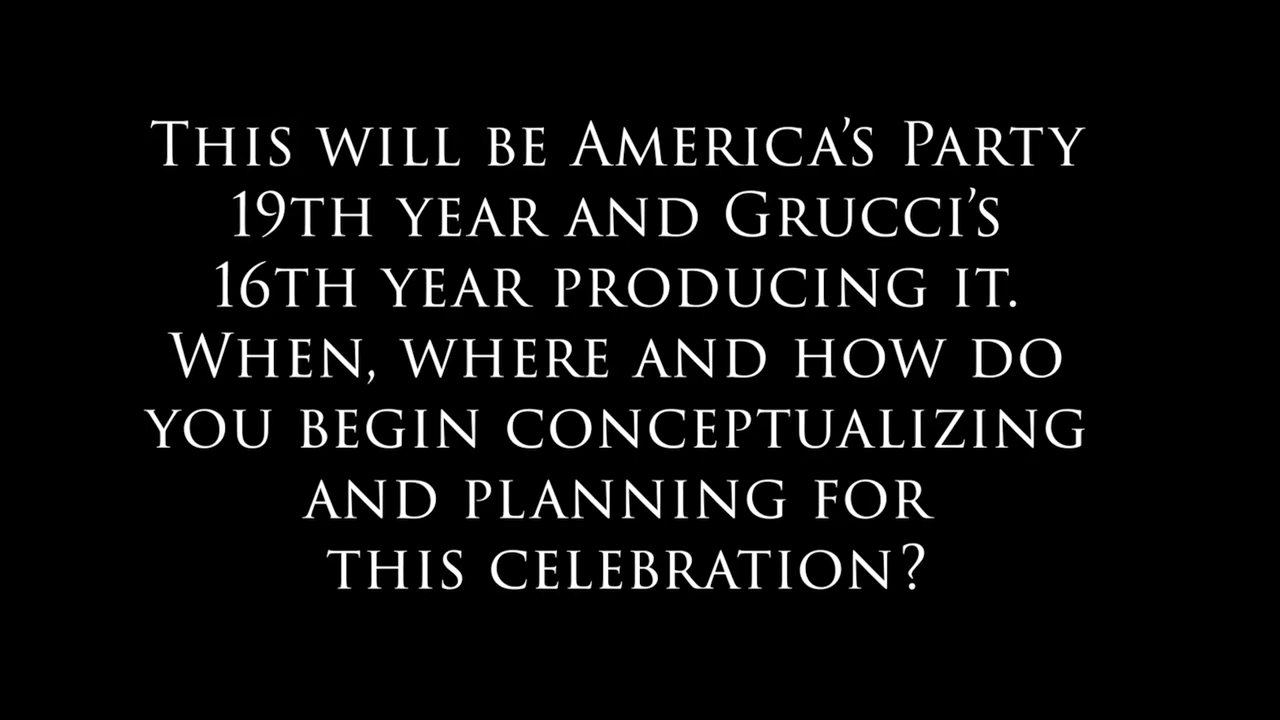 This will be America's Party
19th year and Grucci's
16th year producing it.
When, where and how do
you begin conceptualizing
and planning for
this celebration?